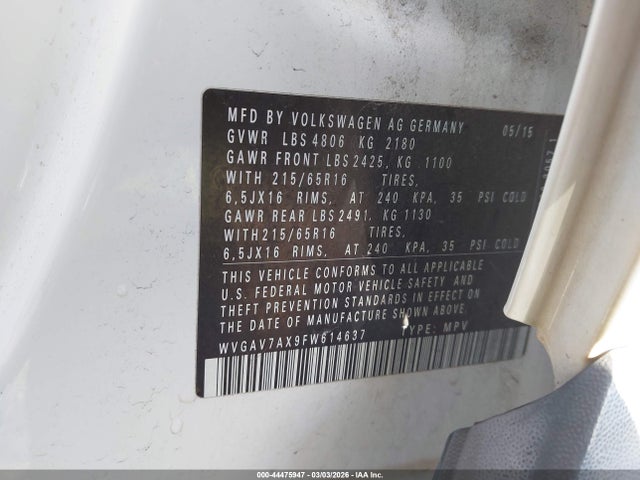 MFD BY VOLKSWAGEN AG GERMANY 05/15
GVWR LBS 4806 KG 2180
GAWR FRONT LBS 2425, KG 1100
WITH 215/65R16 TIRES,
6,5JX16 RIMS, AT 240 KPA, 35 PSI COLD
GAWR REAR LBS 2491, KG 1130
WITH215/65R16 TIRES,
6,5JX16 RIMS, AT 240 KPA, 35 PSI COLD
THIS VEHICLE CONFORMS TO ALL APPLICABLE
U.S. FEDERAL MOTOR VEHICLE SAFETY AND
THEFT PREVENTION STANDARDS IN EFFECT ON
THE DATE OF MANUFACTURE SHOWN ABOVE
WVGAV7AX9FW614637 TYPE: MPV
000-44475947 - 03/03/2026 - IAA Inc.